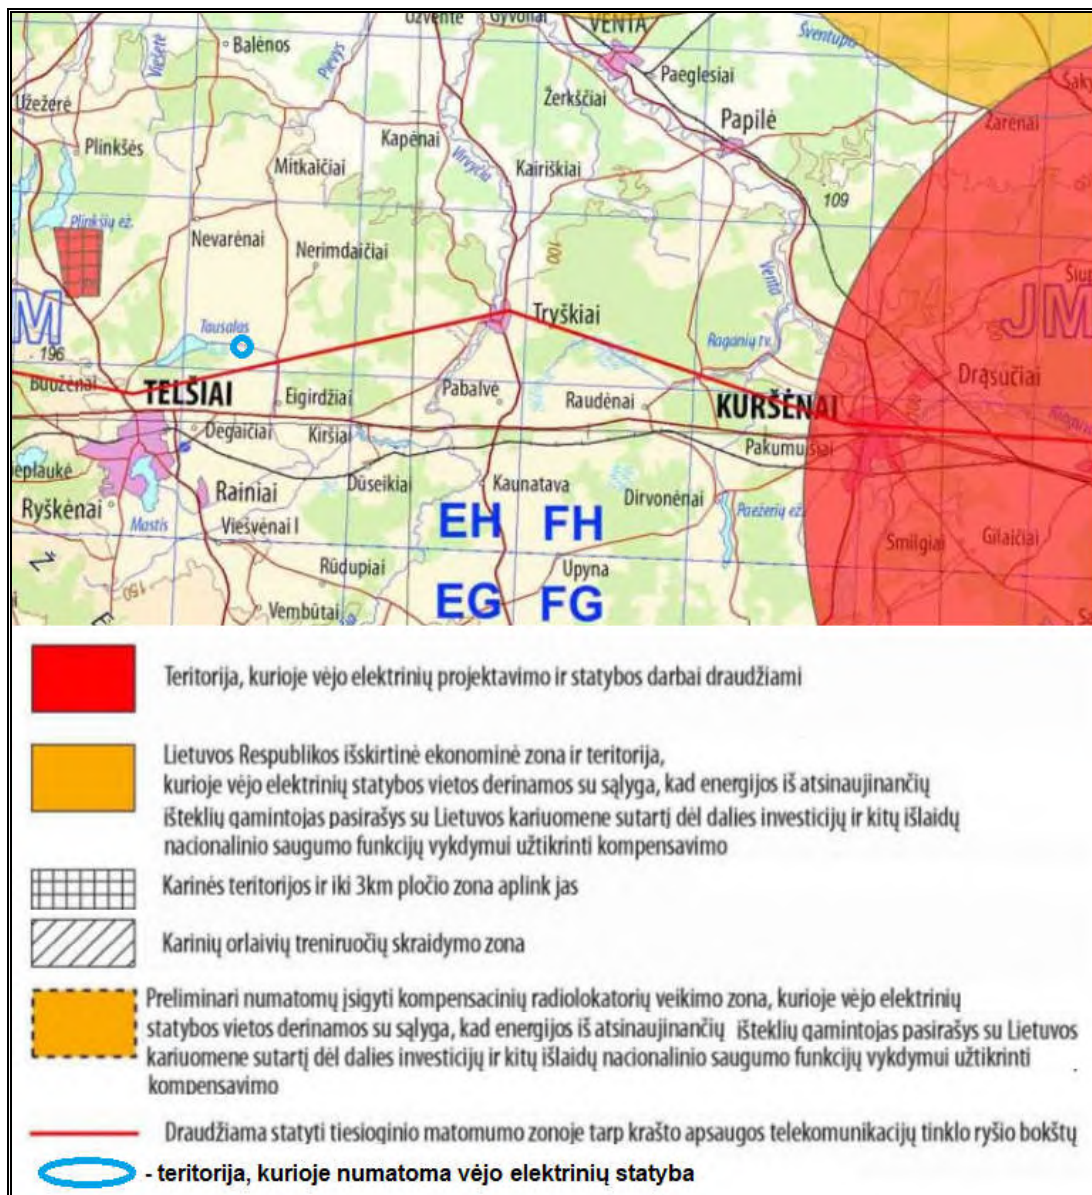 UŽVENTĖ
Gyvoliai
VENTA
Šventupis
Balėnos
Viešetė
Pievys
Paeglesiai
Žerkščiai
Užežerė
Kapėnai
Papilė
Žarėnai
Plinkšės
Virvyčia
Kairiškiai
Mitkaičiai
109
Plinkšių ež.
Nevarėnai
Nerimdaičiai
100
Venta
M
Tausalas
Tryškiai
JM
196
Raganių tv.
Buožėnai
TELŠIAI
Eigirdžiai
Pabalvė
Raudėnai
KURŠĖNAI
Drąsučiai
Degaičiai
Kiršiai
Pakumulšiai
Ryškėnai
Rainiai
Dūseikiai
Kaunatava
Dirvonėnai
Paežerių ež.
Mastis
Viešvėnai I
EH FH
Smilgiai
Gilaičiai
Rūdupiai
Upyna
150
Vembūtai
EG FG
Teritorija, kurioje vėjo elektrinių projektavimo ir statybos darbai draudžiami
Lietuvos Respublikos išskirtinė ekonominė zona ir teritorija,
kurioje vėjo elektrinių statybos vietos derinamos su sąlyga, kad energijos iš atsinaujinančių
išteklių gamintojas pasirašys su Lietuvos kariuomene sutartį dėl dalies investicijų ir kitų išlaidų
nacionalinio saugumo funkcijų vykdymui užtikrinti kompensavimo
Karinės teritorijos ir iki 3km pločio zona aplink jas
Karinių orlaivių treniruočių skraidymo zona
Preliminari numatomų įsigyti kompensacinių radiolokatorių veikimo zona, kurioje vėjo elektrinių
statybos vietos derinamos su sąlyga, kad energijos iš atsinaujinančių išteklių gamintojas pasirašys su Lietuvos
kariuomene sutartį dėl dalies investicijų ir kitų išlaidų nacionalinio saugumo funkcijų vykdymui užtikrinti
kompensavimo
Draudžiama statyti tiesioginio matomumo zonoje tarp krašto apsaugos telekomunikacijų tinklo ryšio bokštų
- teritorija, kurioje numatoma vėjo elektrinių statyba